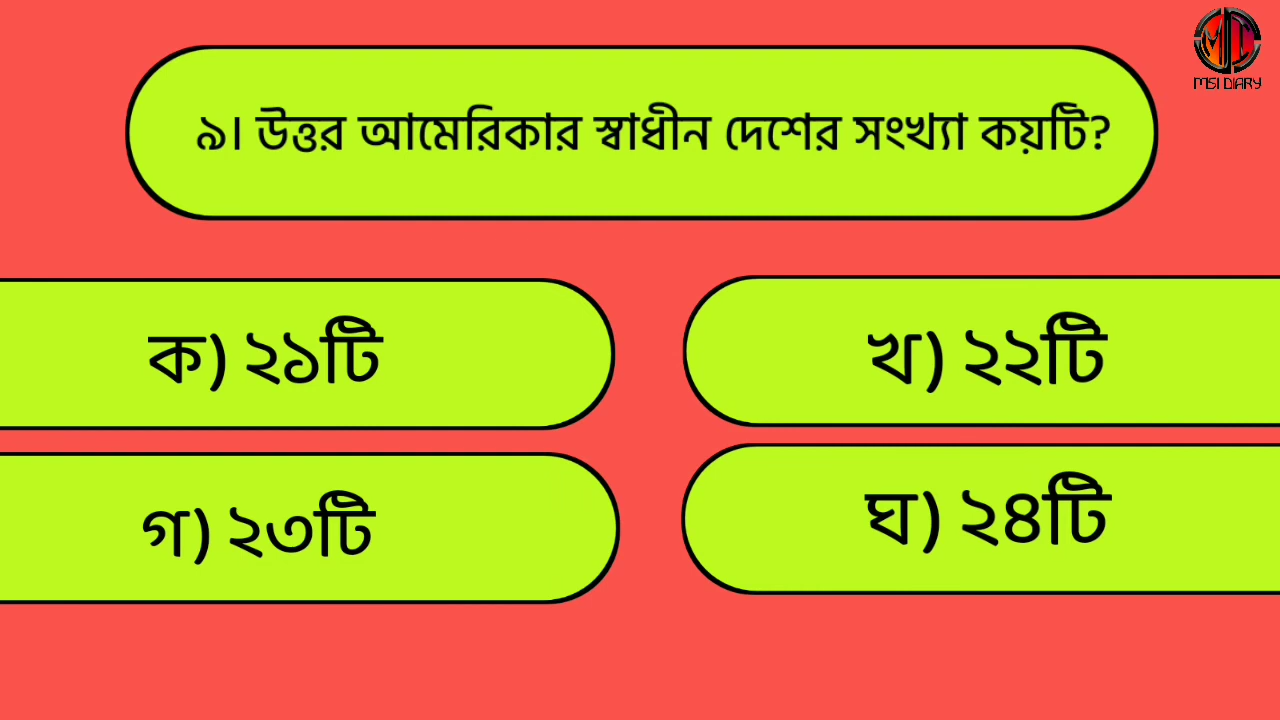 MSI DIARY
৯। উত্তর আমেরিকার স্বাধীন দেশের সংখ্যা কয়টি?
ক) ২১টি
খ) ২২টি
গ) ২৩টি
ঘ) ২৪টি